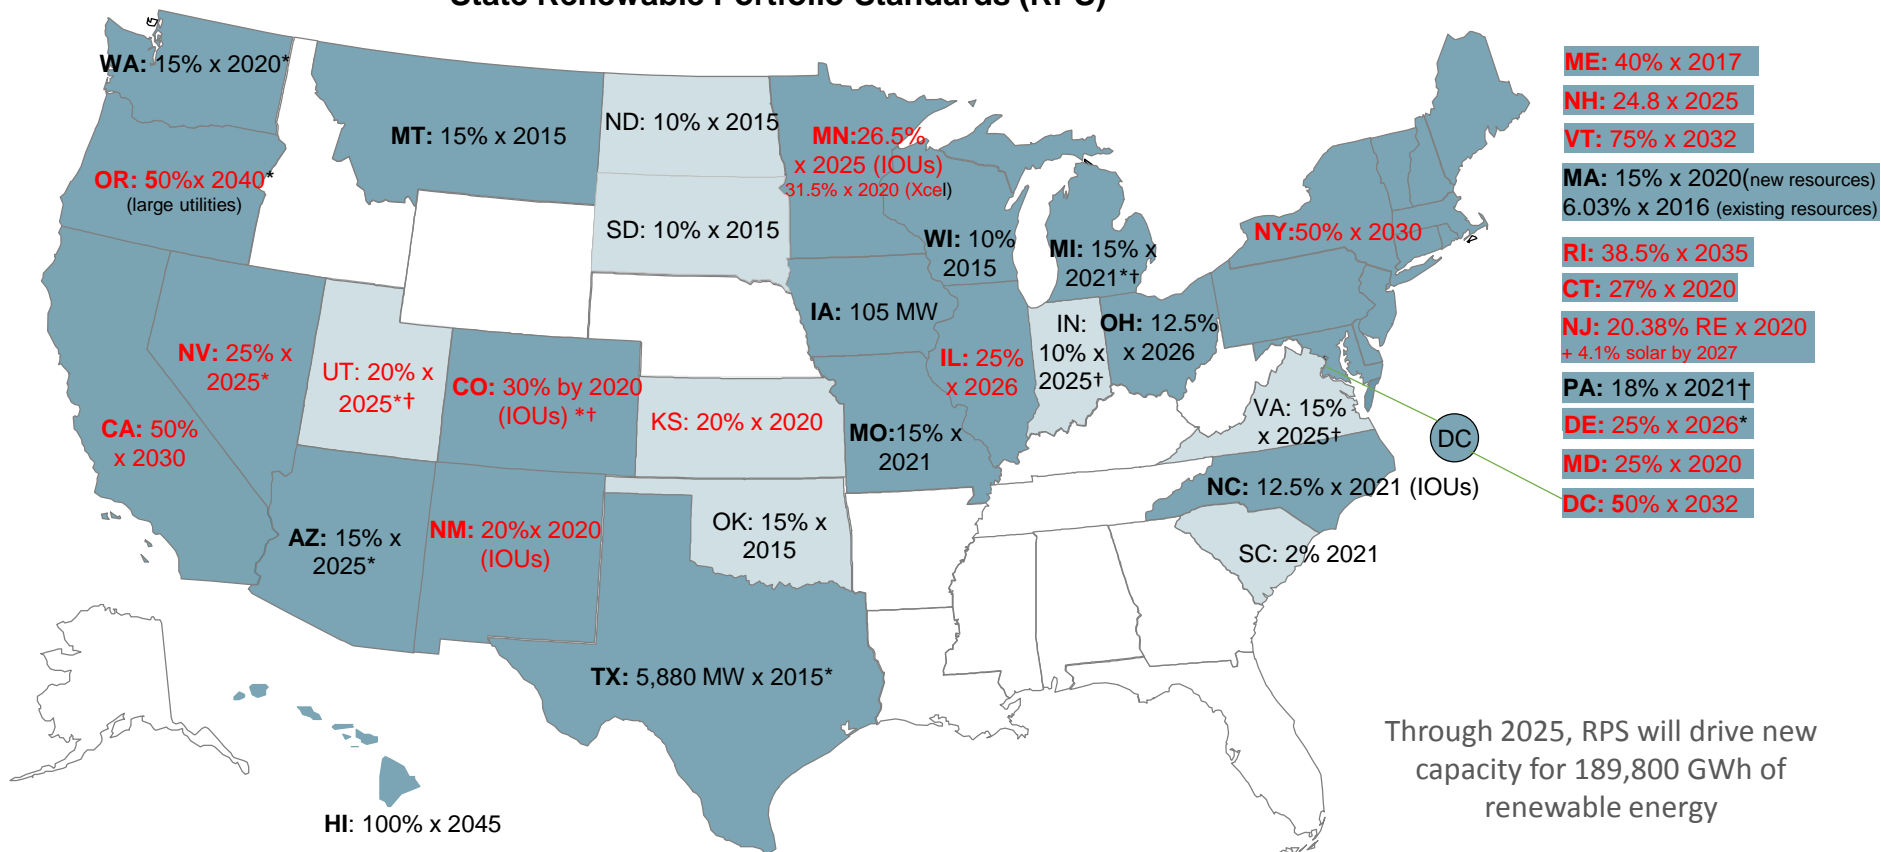 State Renewable Portfolio Standards (RPS)
WA: 15% x 2020*
OR: 50%x 2040*
(large utilities)
CA: 50%
x 2030
NV: 25% x
2025*
MT: 15% x 2015
ND: 10% x 2015
SD: 10% x 2015
UT: 20% x
2025*†
CO: 30% by 2020
(IOUs) *†
KS: 20% x 2020
AZ: 15% x
2025*
NM: 20%x 2020
(IOUs)
OK: 15% x
2015
TX: 5,880 MW x 2015*
HI: 100% x 2045
MN:26.5%
x 2025 (IOUs)
31.5% x 2020 (Xcel)
WI: 10%
2015
IA: 105 MW
MO:15% x
2021
IL: 25%
x 2026
MI: 15% x
2021*†
IN:
10% x
2025†
OH: 12.5%
x 2026
NY:50% x 2030
VA: 15%
x 2025†
NC: 12.5% x 2021 (IOUs)
SC: 2% 2021
DC
ME: 40% x 2017
NH: 24.8 x 2025
VT: 75% x 2032
MA: 15% x 2020(new resources)
6.03% x 2016 (existing resources)
RI: 38.5% x 2035
CT: 27% x 2020
NJ: 20.38% RE x 2020
+ 4.1% solar by 2027
PA: 18% x 2021†
DE: 25% x 2026*
MD: 25% x 2020
DC: 50% x 2032
Through 2025, RPS will drive new
capacity for 189,800 GWh of
renewable energy